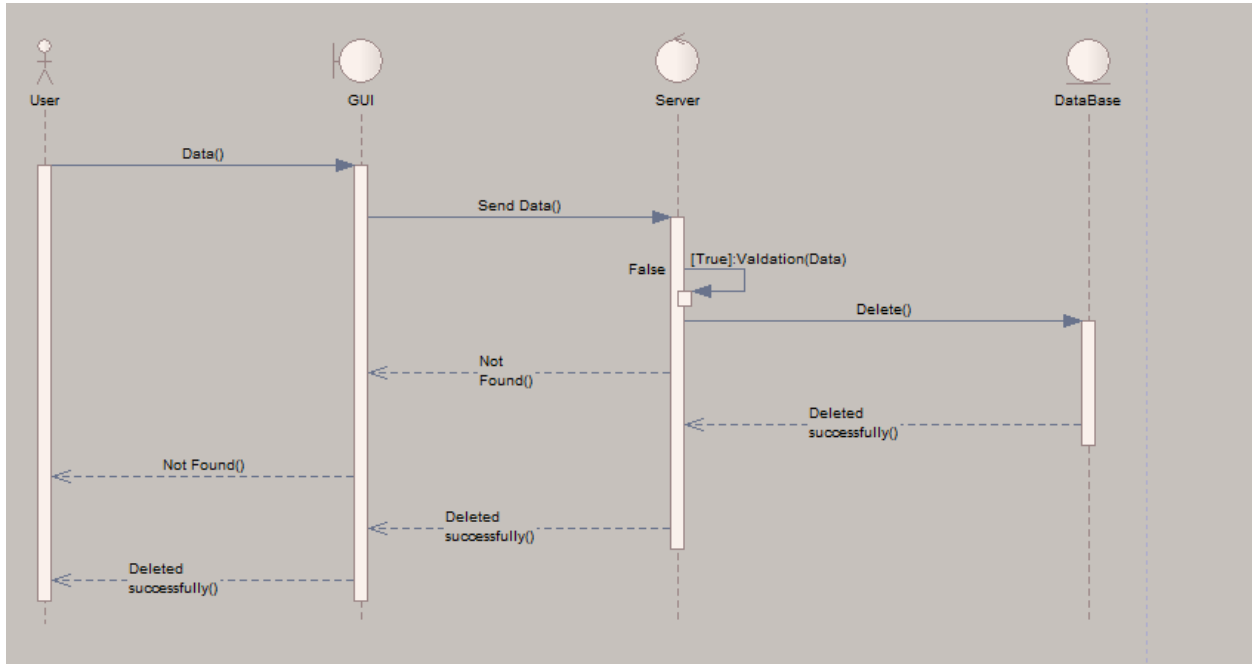 User
GUI
Server
DataBase
Data()
Send Data()
[True]:Valdation(Data)
False
Delete()
Not
Found()
Deleted
successfully()
Not Found()
Deleted
successfully()
Deleted
successfully()